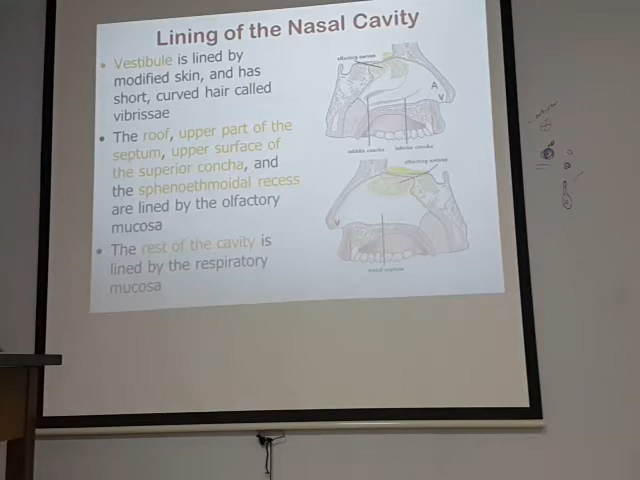 Lining of the Nasal Cavity
• Vestibule is lined by
modified skin, and has
short, curved hair called
vibrissae
• The roof, upper part of the
septum, upper surface of
the superior concha, and
the sphenoethmoidal recess
are lined by the olfactory
mucosa
• The rest of the cavity is
lined by the respiratory
mucosa
olfactory nerves
A
V
middle concha inferior concha
olfactory nerves
V
nasal septum